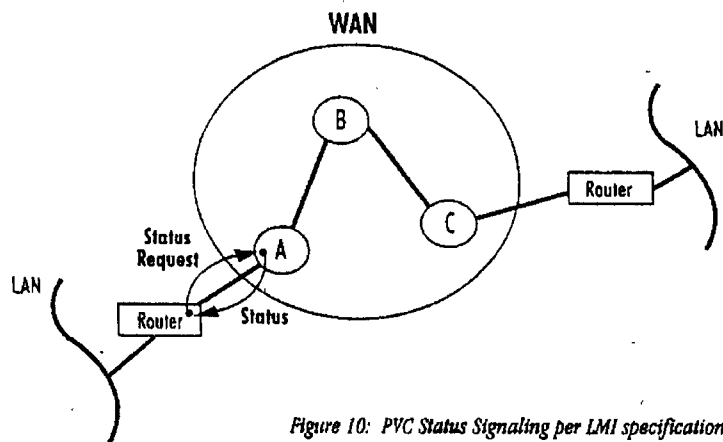 WAN
B
LAN
Router
C
A
Status
Request
LAN
Router
Status
Figure 10: PVC Status Signaling per LMI specification